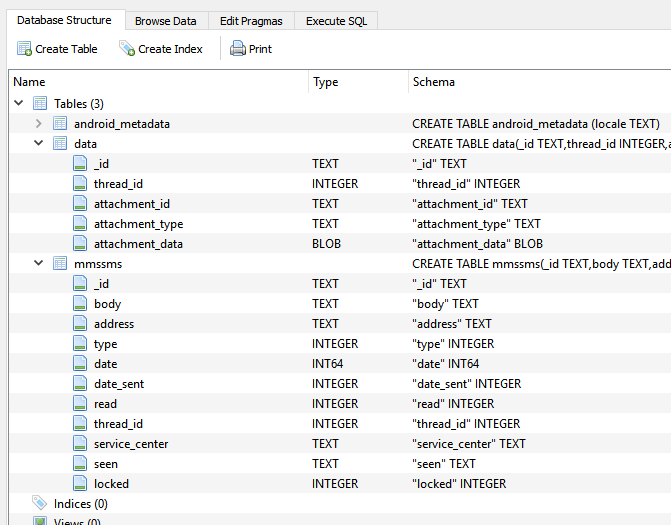 Database Structure Browse Data Edit Pragmas Execute SQL
Create Table Create Index Print
Name Type Schema
Tables (3)
android_metadata CREATE TABLE android_metadata (locale TEXT)
data CREATE TABLE data(_id TEXT,thread_id INTEGER,a
_id TEXT "_id" TEXT
thread_id INTEGER "thread_id" INTEGER
attachment_id TEXT "attachment_id" TEXT
attachment_type TEXT "attachment_type" TEXT
attachment_data BLOB "attachment_data" BLOB
mmssms CREATE TABLE mmssms(_id TEXT,body TEXT,add
_id TEXT "_id" TEXT
body TEXT "body" TEXT
address TEXT "address" TEXT
type INTEGER "type" INTEGER
date INT64 "date" INT64
date_sent INTEGER "date_sent" INTEGER
read INTEGER "read" INTEGER
thread_id INTEGER "thread_id" INTEGER
service_center TEXT "service_center" TEXT
seen TEXT "seen" TEXT
locked INTEGER "locked" INTEGER
Indices (0)
Views (0)